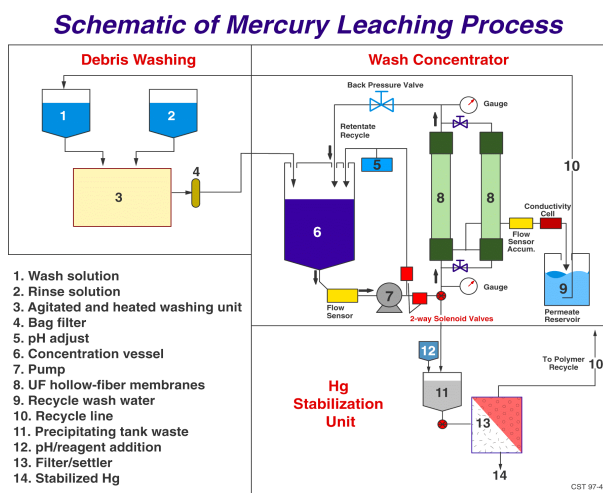 Schematic of Mercury Leaching Process
Debris Washing
Wash Concentrator
Back Pressure Valve
Gauge
1
2
Retentate
Recycle
4
5
3
8
8
10
Conductivity
Cell
6
Flow
Sensor
Accum.
9
7
Gauge
Flow
Sensor
2-way Solenoid Valves
Permeate
Reservoir
1. Wash solution
2. Rinse solution
3. Agitated and heated washing unit
4. Bag filter
5. pH adjust
6. Concentration vessel
7. Pump
8. UF hollow-fiber membranes
9. Recycle wash water
10. Recycle line
11. Precipitating tank waste
12. pH/reagent addition
13. Filter/settler
14. Stabilized Hg
Hg
Stabilization
Unit
12
11
13
To Polymer
Recycle
10
14
CST 97-4